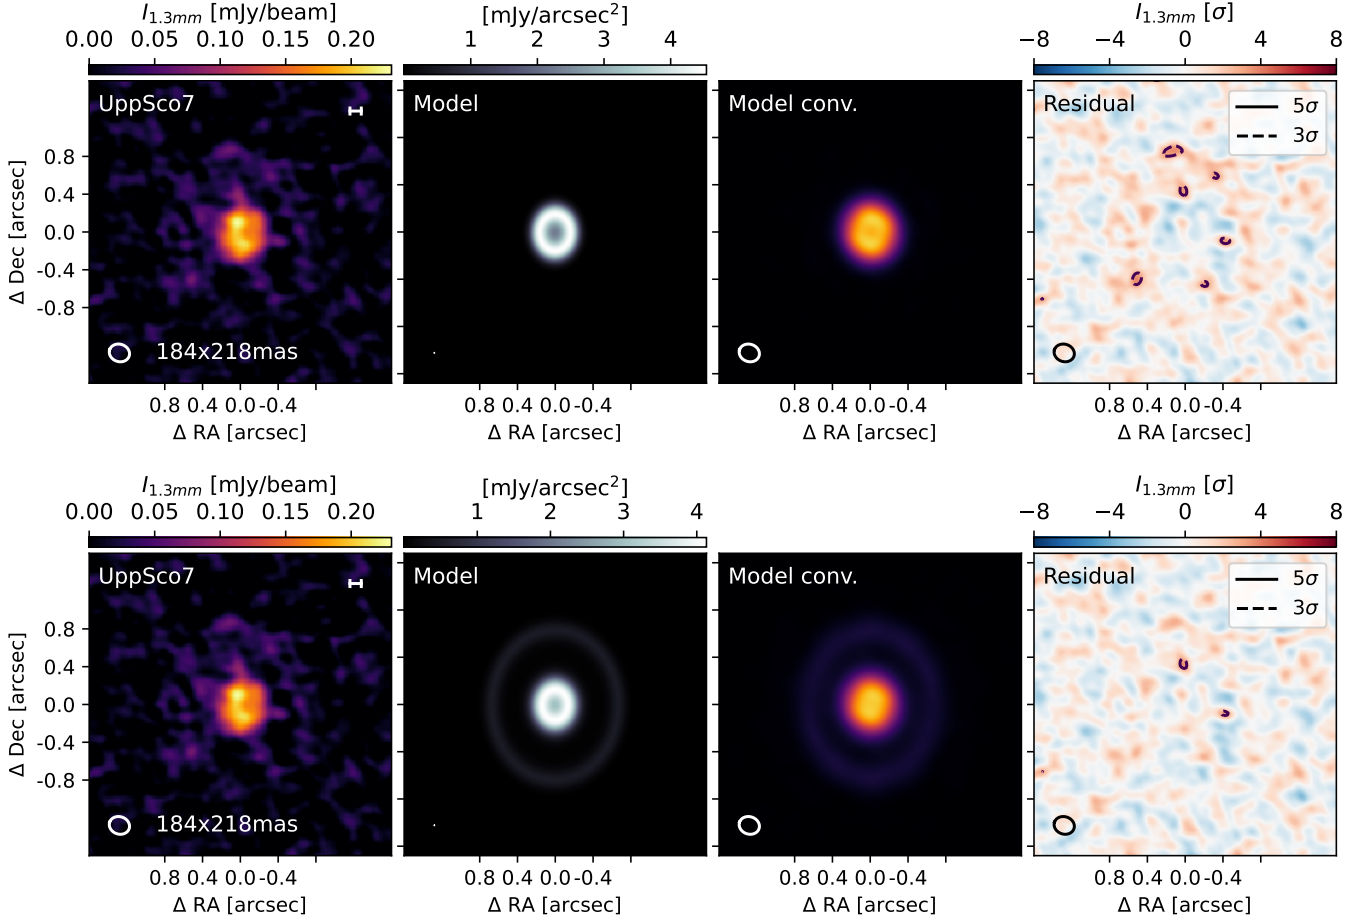 I1.3mm [mJy/beam] [mJy/arcsec²] I1.3mm [σ]
0.00 0.05 0.10 0.15 0.20 1 2 3 4 −8 −4 0 4 8
UppSco7 Model Model conv. Residual 5σ
3σ
0.8
0.4
0.0
-0.4
-0.8
Δ Dec [arcsec]
184x218mas
0.8 0.4 0.0 -0.4 0.8 0.4 0.0 -0.4 0.8 0.4 0.0 -0.4 0.8 0.4 0.0 -0.4
Δ RA [arcsec] Δ RA [arcsec] Δ RA [arcsec] Δ RA [arcsec]
I1.3mm [mJy/beam] [mJy/arcsec²] I1.3mm [σ]
0.00 0.05 0.10 0.15 0.20 1 2 3 4 −8 −4 0 4 8
UppSco7 Model Model conv. Residual 5σ
3σ
0.8
0.4
0.0
-0.4
-0.8
Δ Dec [arcsec]
184x218mas
0.8 0.4 0.0 -0.4 0.8 0.4 0.0 -0.4 0.8 0.4 0.0 -0.4 0.8 0.4 0.0 -0.4
Δ RA [arcsec] Δ RA [arcsec] Δ RA [arcsec] Δ RA [arcsec]